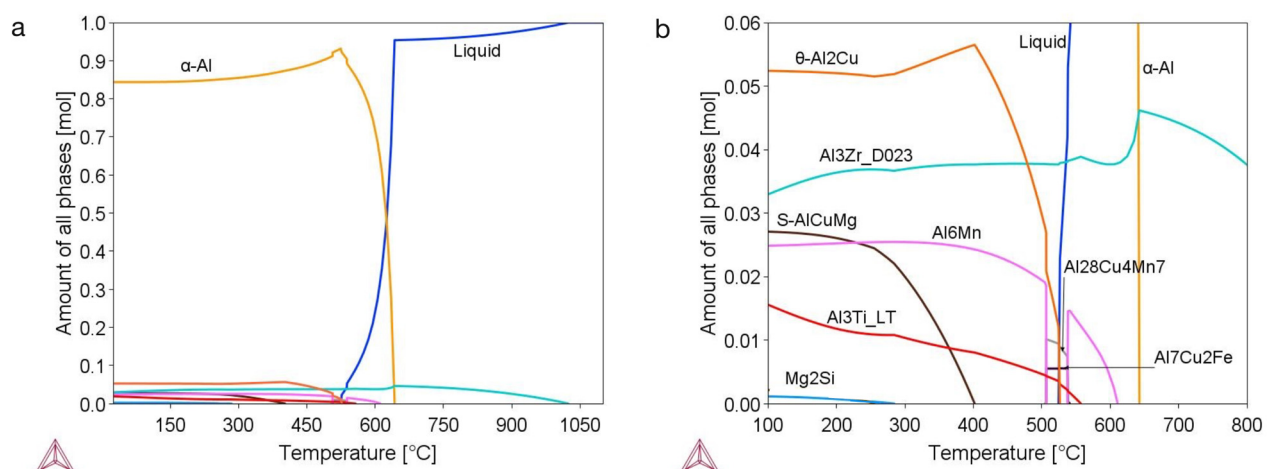 a
Amount of all phases [mol]
1.0
0.9
0.8
0.7
0.6
0.5
0.4
0.3
0.2
0.1
0.0
α-Al
Liquid
150 300 450 600 750 900 1050
Temperature [°C]
b
Amount of all phases [mol]
0.06
0.05
0.04
0.03
0.02
0.01
0.00
Liquid
θ-Al2Cu
α-Al
Al3Zr_D023
S-AlCuMg
Al6Mn
Al28Cu4Mn7
Al3Ti_LT
Al7Cu2Fe
Mg2Si
100 200 300 400 500 600 700 800
Temperature [°C]